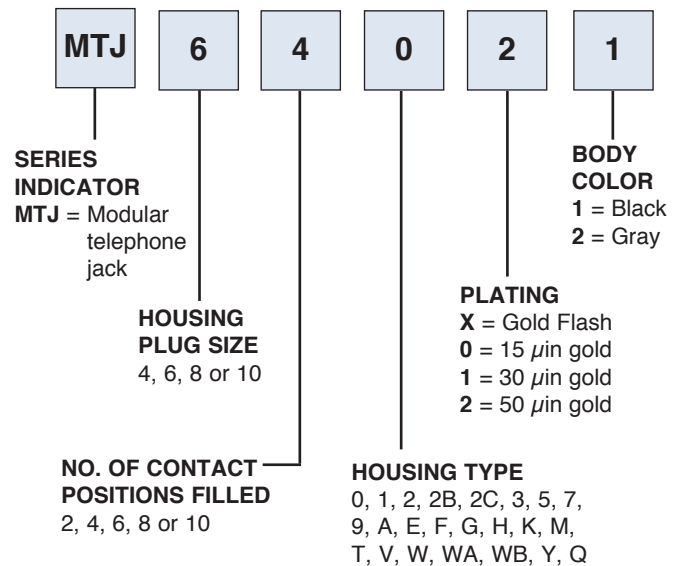 MTJ 6 4 0 2 1
SERIES
INDICATOR
MTJ = Modular
telephone
jack
HOUSING
PLUG SIZE
4, 6, 8 or 10
NO. OF CONTACT
POSITIONS FILLED
2, 4, 6, 8 or 10
HOUSING TYPE
0, 1, 2, 2B, 2C, 3, 5, 7,
9, A, E, F, G, H, K, M,
T, V, W, WA, WB, Y, Q
PLATING
X = Gold Flash
0 = 15 µin gold
1 = 30 µin gold
2 = 50 µin gold
BODY
COLOR
1 = Black
2 = Gray